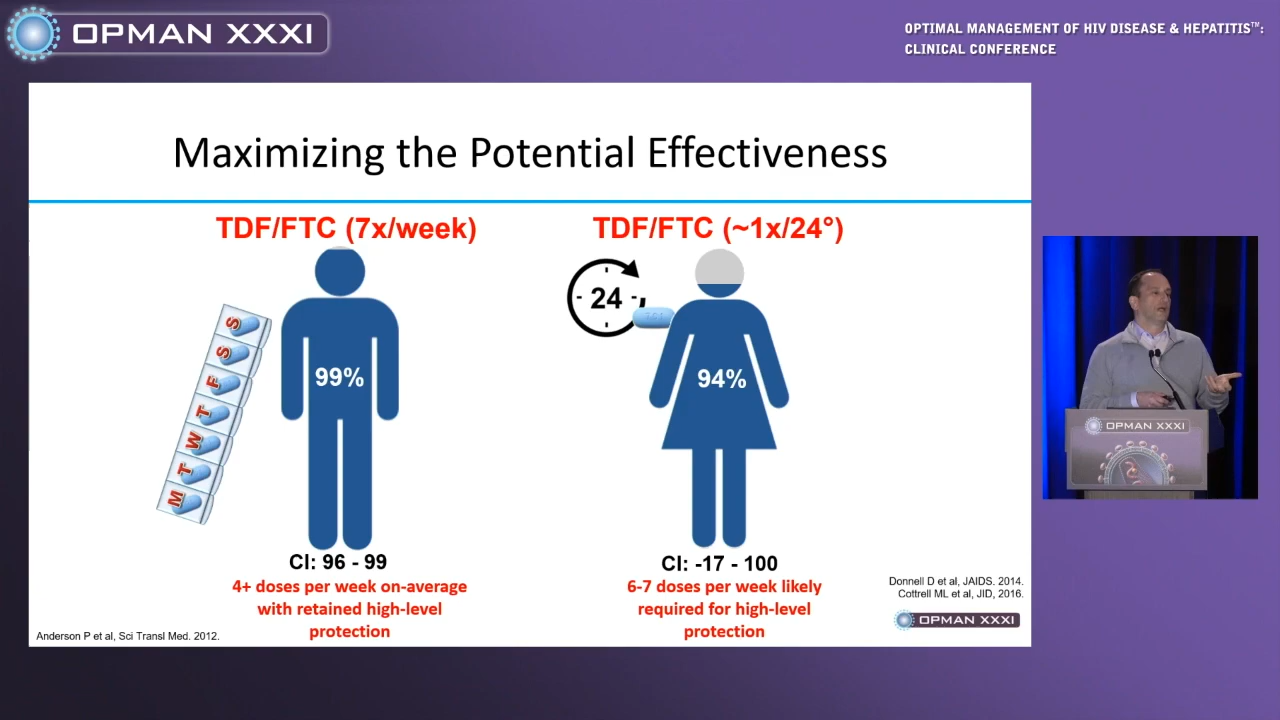 OPMAN XXXI
OPTIMAL MANAGEMENT OF HIV DISEASE & HEPATITIS™:
CLINICAL CONFERENCE
Maximizing the Potential Effectiveness
TDF/FTC (7x/week)
TDF/FTC (~1x/24°)
24
701
S
S
F
T
W
T
M
99%
94%
CI: 96 - 99
4+ doses per week on-average
with retained high-level
protection
CI: -17 - 100
6-7 doses per week likely
required for high-level
protection
Anderson P et al, Sci Transl Med. 2012.
Donnell D et al, JAIDS. 2014.
Cottrell ML et al, JID, 2016.
OPMAN XXXI
OPMAN XXXI